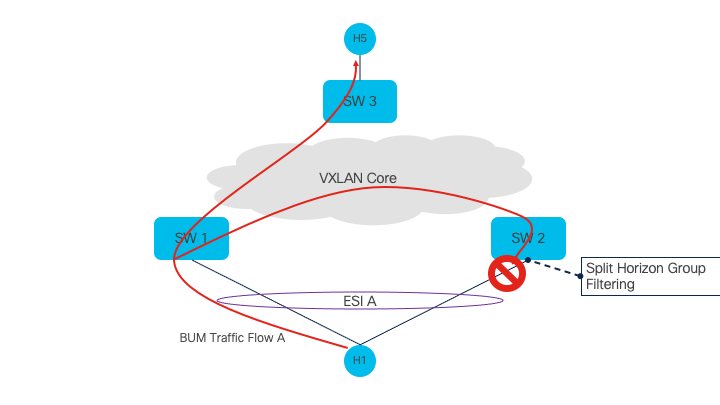 H5
SW 3
VXLAN Core
SW 1
SW 2
Split Horizon Group
Filtering
ESI A
BUM Traffic Flow A
H1